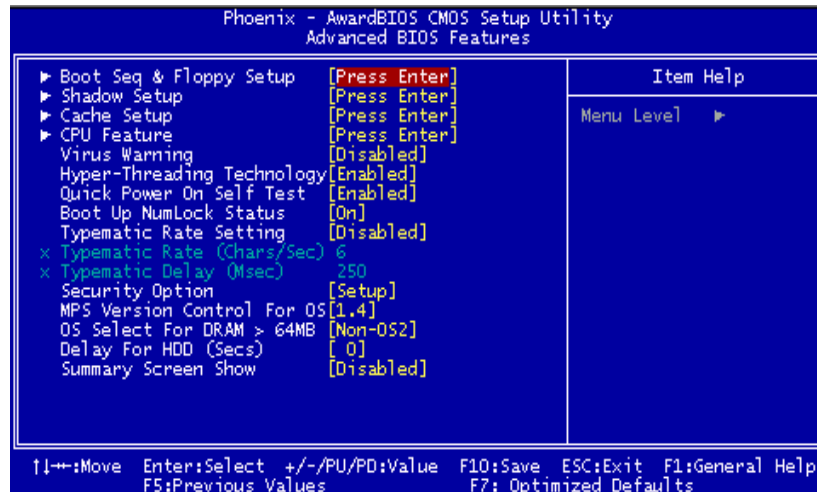 Phoenix - AwardBIOS CMOS Setup Utility
Advanced BIOS Features
► Boot Seq & Floppy Setup [Press Enter]
► Shadow Setup [Press Enter]
► Cache Setup [Press Enter]
► CPU Feature [Press Enter]
Virus Warning [Disabled]
Hyper-Threading Technology[Enabled]
Quick Power On Self Test [Enabled]
Boot Up NumLock Status [On]
Typematic Rate Setting [Disabled]
x Typematic Rate (Chars/Sec) 6
x Typematic Delay (Msec) 250
Security Option [Setup]
MPS Version Control For OS[1.4]
OS Select For DRAM > 64MB [Non-OS2]
Delay For HDD (Secs) [ 0]
Summary Screen Show [Disabled]
Item Help
Menu Level ►
↑↓→←:Move Enter:Select +/-/PU/PD:Value F10:Save ESC:Exit F1:General Help
F5:Previous Values F7: Optimized Defaults